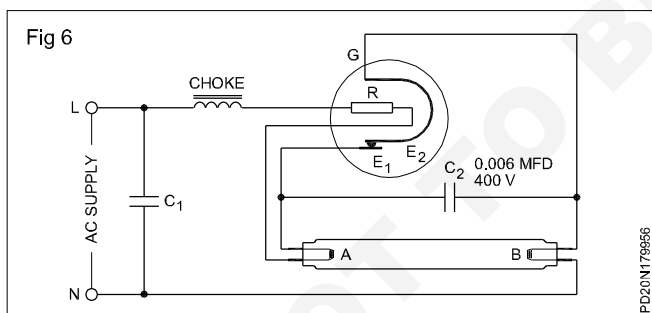 Fig 6
G
CHOKE
R
L
E1
E2
C2 0.006 MFD
400 V
AC SUPPLY
C1
A
B
N
PD20N179956